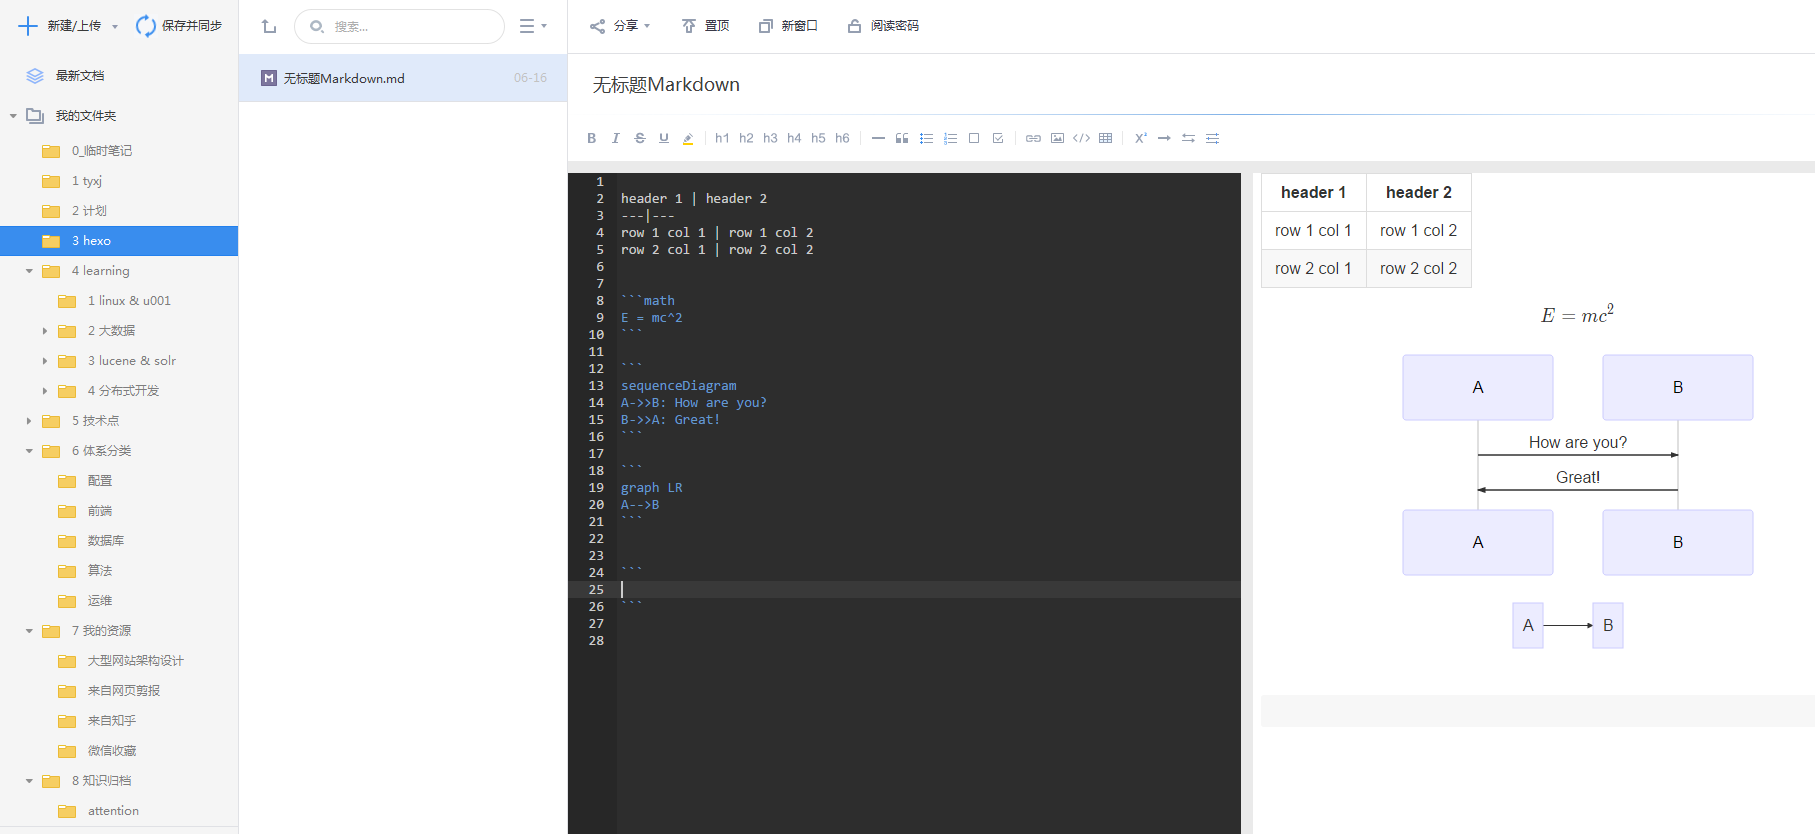 新建/上传
保存并同步
最新文档
我的文件夹
0_临时笔记
1 tyxj
2 计划
3 hexo
4 learning
1 linux & u001
2 大数据
3 lucene & solr
4 分布式开发
5 技术点
6 体系分类
配置
前端
数据库
算法
运维
7 我的资源
大型网站架构设计
来自网页剪报
来自知乎
微信收藏
8 知识归档
attention
搜索...
M 无标题Markdown.md 06-16
分享 置顶 新窗口 阅读密码
无标题Markdown
B I S U h1 h2 h3 h4 h5 h6 </> X²
1
2 header 1 | header 2
3 ---|---
4 row 1 col 1 | row 1 col 2
5 row 2 col 1 | row 2 col 2
6
7
8 ```math
9 E = mc^2
10 ```
11
12 ```
13 sequenceDiagram
14 A->>B: How are you?
15 B->>A: Great!
16 ```
17
18 ```
19 graph LR
20 A-->B
21 ```
22
23
24 ```
25
26 ```
27
28
header 1 header 2
row 1 col 1 row 1 col 2
row 2 col 1 row 2 col 2
E = mc²
A B
How are you?
Great!
A B
A B